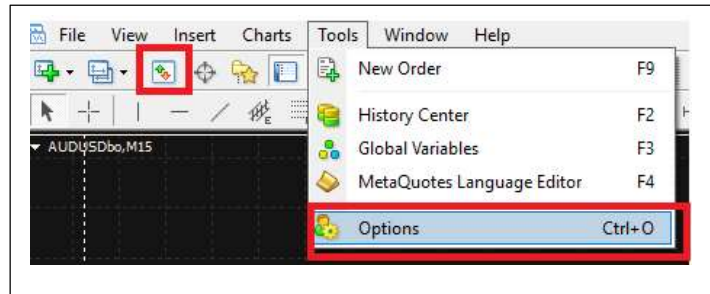 File View Insert Charts Tools Window Help
New Order F9
History Center F2
Global Variables F3
MetaQuotes Language Editor F4
AUDUSDbo,M15
Options Ctrl+O